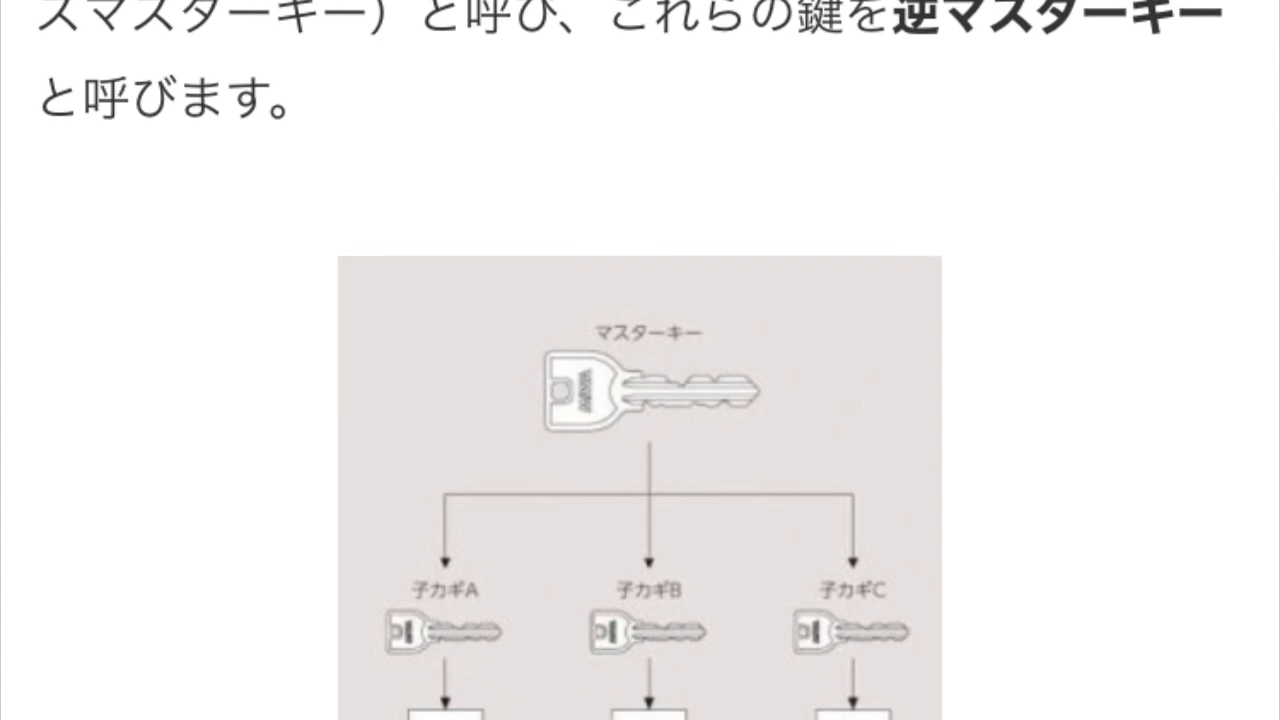 スマスターキー）と呼び、これらの鍵を逆マスターキー
と呼びます。
マスターキー
子カギA
子カギB
子カギC